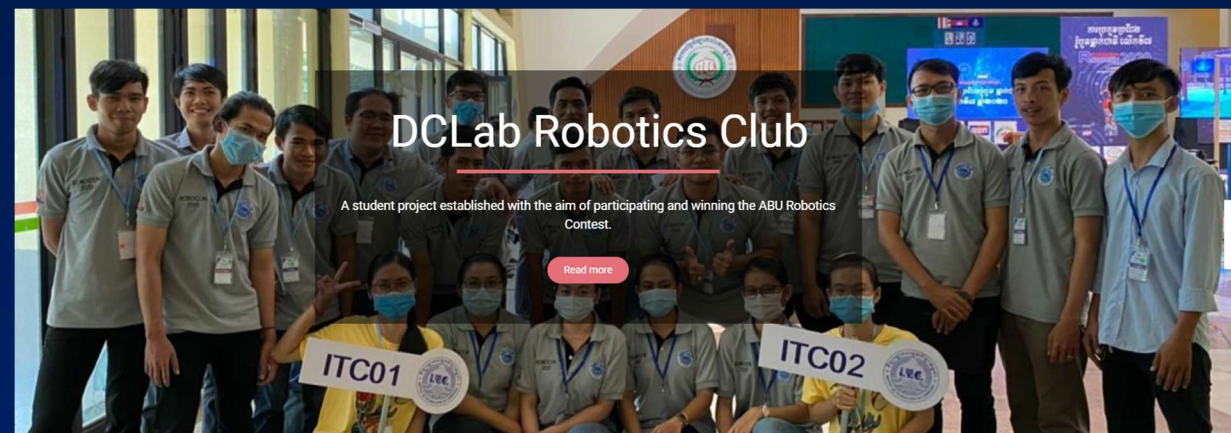 DCLab Robotics Club
A student project established with the aim of participating and winning the ABU Robotics
Contest.
Read more
ITC01
ITC02